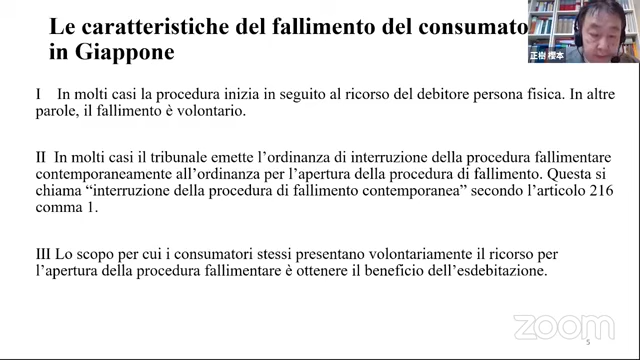 Le caratteristiche del fallimento del consumato
in Giappone
I In molti casi la procedura inizia in seguito al ricorso del debitore persona fisica. In altre
parole, il fallimento è volontario.
II In molti casi il tribunale emette l’ordinanza di interruzione della procedura fallimentare
contemporaneamente all’ordinanza per l’apertura della procedura di fallimento. Questa si
chiama “interruzione della procedura di fallimento contemporanea” secondo l’articolo 216
comma 1.
III Lo scopo per cui i consumatori stessi presentano volontariamente il ricorso per
l’apertura della procedura fallimentare è ottenere il beneficio dell’esdebitazione.
正樹 櫻本
zoom
5